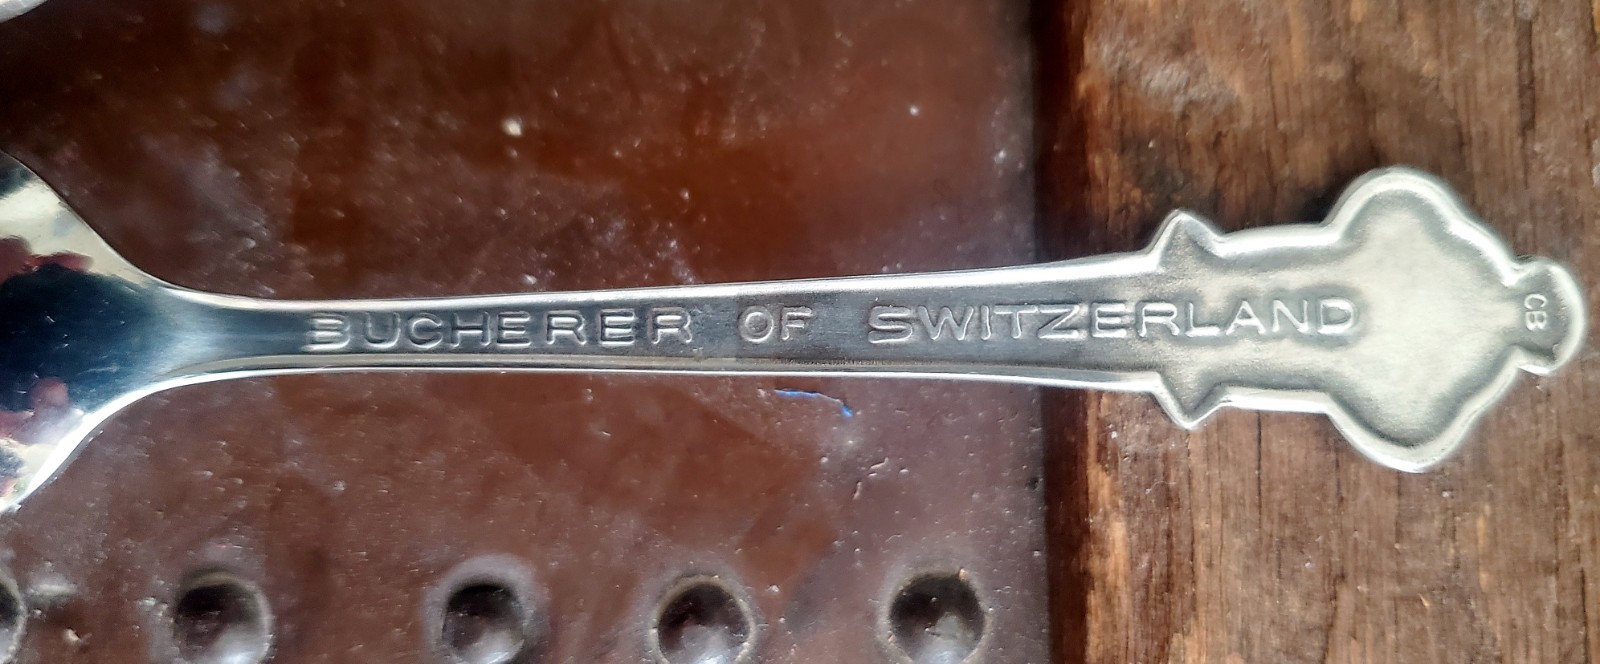 BUCHERER OF SWITZERLAND
CB